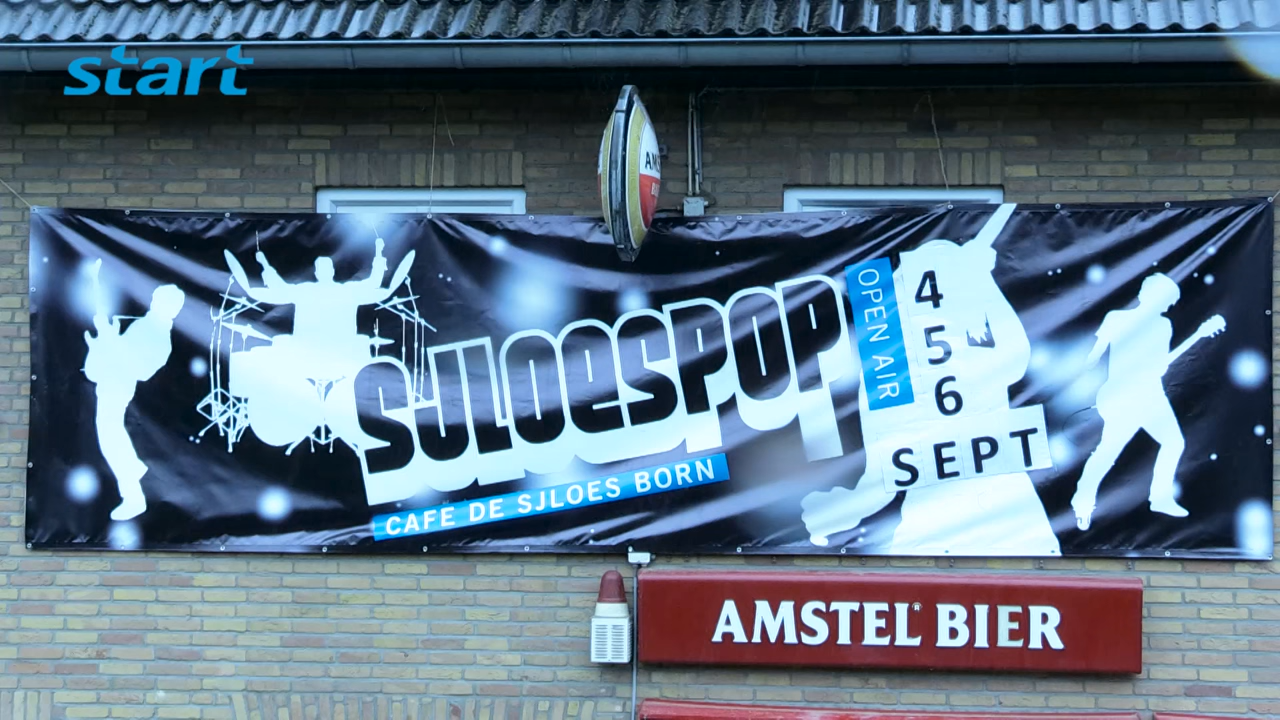 start
SJLOESPOP
CAFE DE SJLOES BORN
OPEN AIR
4
5
6
SEPT
AMSTEL® BIER